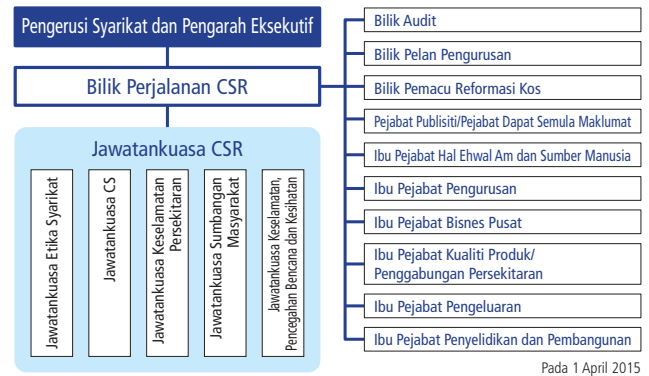 Pengerusi Syarikat dan Pengarah Eksekutif
Bilik Perjalanan CSR
Jawatankuasa CSR
Jawatankuasa Etika Syarikat
Jawatankuasa CS
Jawatankuasa Keselamatan
Persekitaran
Jawatankuasa Sumbangan
Masyarakat
Jawatankuasa Keselamatan,
Pencegahan Bencana dan Kesihatan
Bilik Audit
Bilik Pelan Pengurusan
Bilik Pemacu Reformasi Kos
Pejabat Publisiti/Pejabat Dapat Semula Maklumat
Ibu Pejabat Hal Ehwal Am dan Sumber Manusia
Ibu Pejabat Pengurusan
Ibu Pejabat Bisnes Pusat
Ibu Pejabat Kualiti Produk/
Penggabungan Persekitaran
Ibu Pejabat Pengeluaran
Ibu Pejabat Penyelidikan dan Pembangunan
Pada 1 April 2015